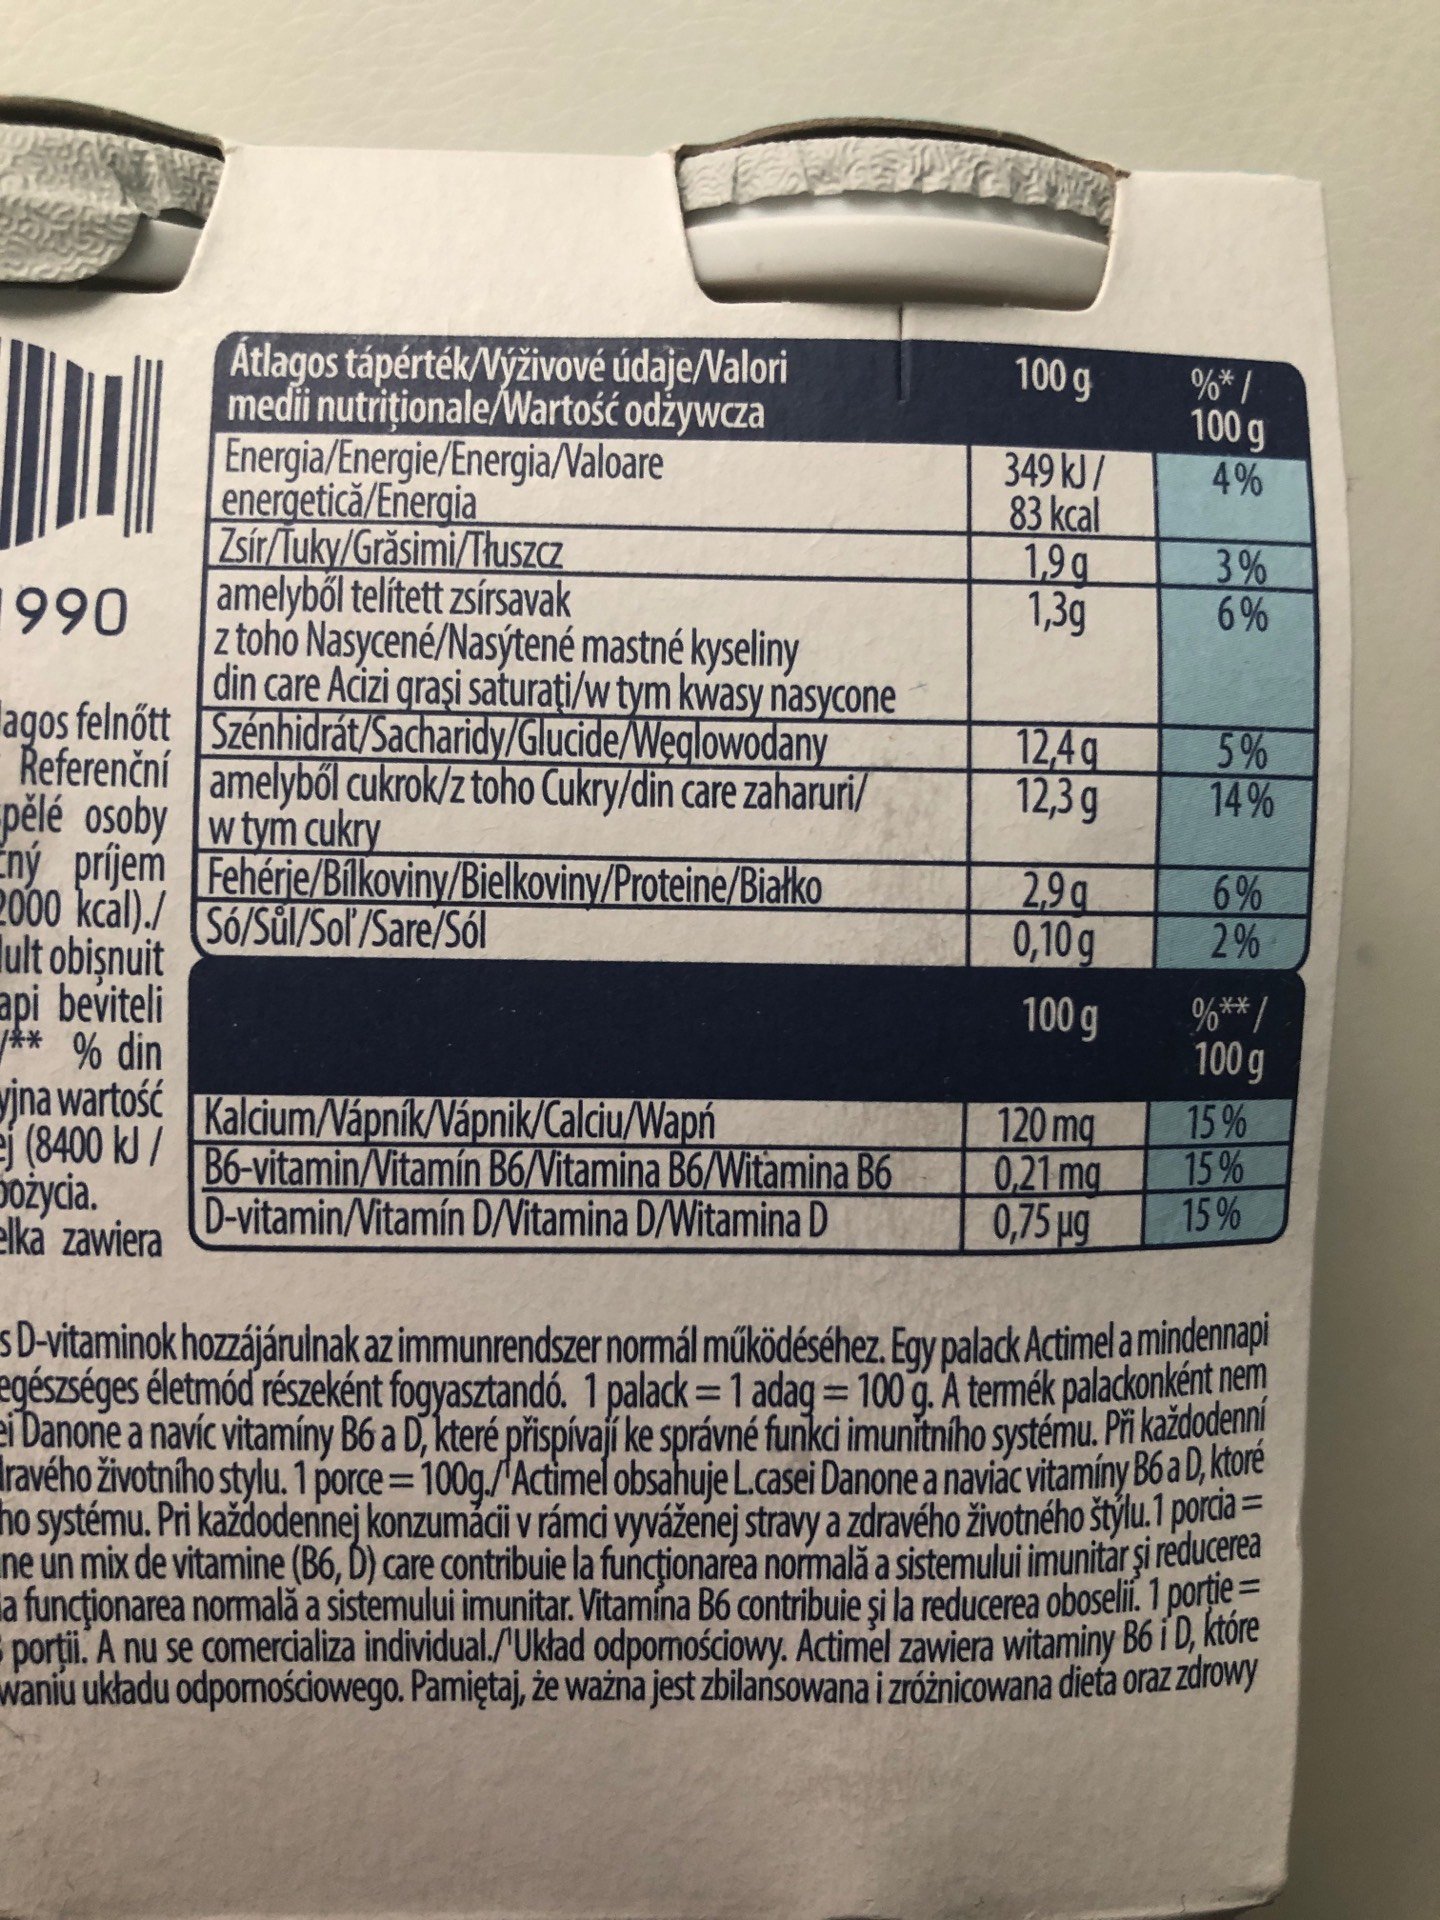 Átlagos tápérték/Výživové údaje/Valori 100 g %* /
medii nutriționale/Wartość odżywcza 100 g
Energia/Energie/Energia/Valoare 349 kJ / 4%
energetică/Energia 83 kcal
Zsír/Tuky/Grăsimi/Tłuszcz 1,9 g 3%
amelyből telített zsírsavak 1,3g 6%
z toho Nasycené/Nasýtené mastné kyseliny
din care Acizi grași saturați/w tym kwasy nasycone
Szénhidrát/Sacharidy/Glucide/Węglowodany 12,4 g 5%
amelyből cukrok/z toho Cukry/din care zaharuri/ 12,3 g 14%
w tym cukry
Fehérje/Bílkoviny/Bielkoviny/Proteine/Białko 2,9 g 6%
Só/Sůl/Soľ/Sare/Sól 0,10 g 2%
100 g %**/
100 g
Kalcium/Vápník/Vápnik/Calciu/Wapń 120 mg 15%
B6-vitamin/Vitamín B6/Vitamina B6/Witamina B6 0,21 mg 15%
D-vitamin/Vitamín D/Vitamina D/Witamina D 0,75 µg 15%
990
felnőtt
Referenční
osoby
príjem
2000 kcal)./
obișnuit
beviteli
/** % din
wartość
(8400 kJ /
zawiera
D-vitaminok hozzájárulnak az immunrendszer normál működéséhez. Egy palack Actimel a mindennapi
egészséges életmód részeként fogyasztandó. 1 palack = 1 adag = 100 g. A termék palackonként nem
Danone a navíc vitamíny B6 a D, které přispívají ke správné funkci imunitního systému. Při každodenní
životního stylu. 1 porce = 100g./ Actimel obsahuje L.casei Danone a naviac vitamíny B6 a D, ktoré
systému. Pri každodennej konzumácii v rámci vyváženej stravy a zdravého životného štýlu. 1 porcia =
un mix de vitamine (B6, D) care contribuie la funcționarea normală a sistemului imunitar și reducerea
funcționarea normală a sistemului imunitar. Vitamina B6 contribuie și la reducerea oboselii. 1 porție =
porții. A nu se comercializa individual./ Układ odpornościowy. Actimel zawiera witaminy B6 i D, które
układu odpornościowego. Pamiętaj, że ważna jest zbilansowana i zróżnicowana dieta oraz zdrowy